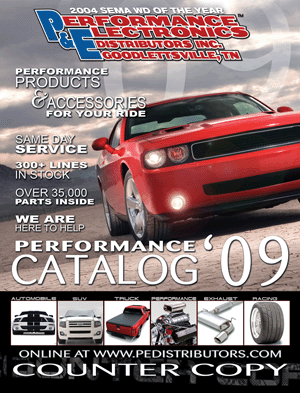 2004 SEMA WD OF THE YEAR
PERFORMANCE™
&ELECTRONICS
DISTRIBUTORS INC.
GOODLETTSVILLE, TN
PERFORMANCE
PRODUCTS
&ACCESSORIES
FOR YOUR RIDE
SAME DAY
SERVICE
300+ LINES
IN STOCK
OVER 35,000
PARTS INSIDE
WE ARE
HERE TO HELP
PERFORMANCE
CATALOG '09
AUTOMOBILE SUV TRUCK PERFORMANCE EXHAUST RACING
ONLINE AT WWW.PEDISTRIBUTORS.COM
COUNTER COPY